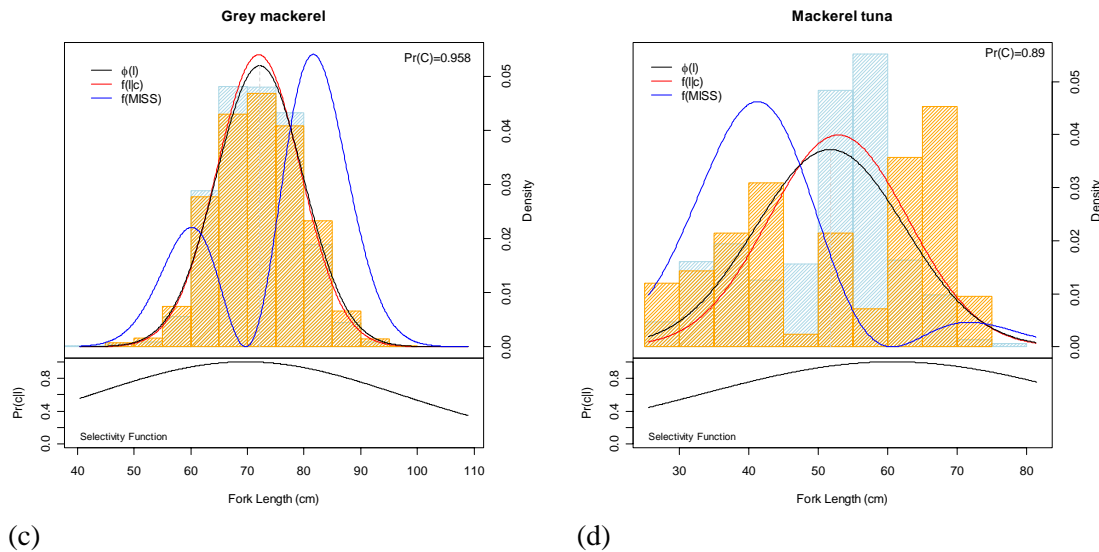 Grey mackerel
Pr(C)=0.958
ϕ(l)
f(l|c)
f(MISS)
0.00 0.01 0.02 0.03 0.04 0.05
Density
0.0 0.4 0.8
Pr(c|l)
Selectivity Function
40 50 60 70 80 90 100 110
Fork Length (cm)
(c)
Mackerel tuna
Pr(C)=0.89
ϕ(l)
f(l|c)
f(MISS)
0.00 0.01 0.02 0.03 0.04 0.05
Density
0.0 0.4 0.8
Pr(c|l)
Selectivity Function
30 40 50 60 70 80
Fork Length (cm)
(d)